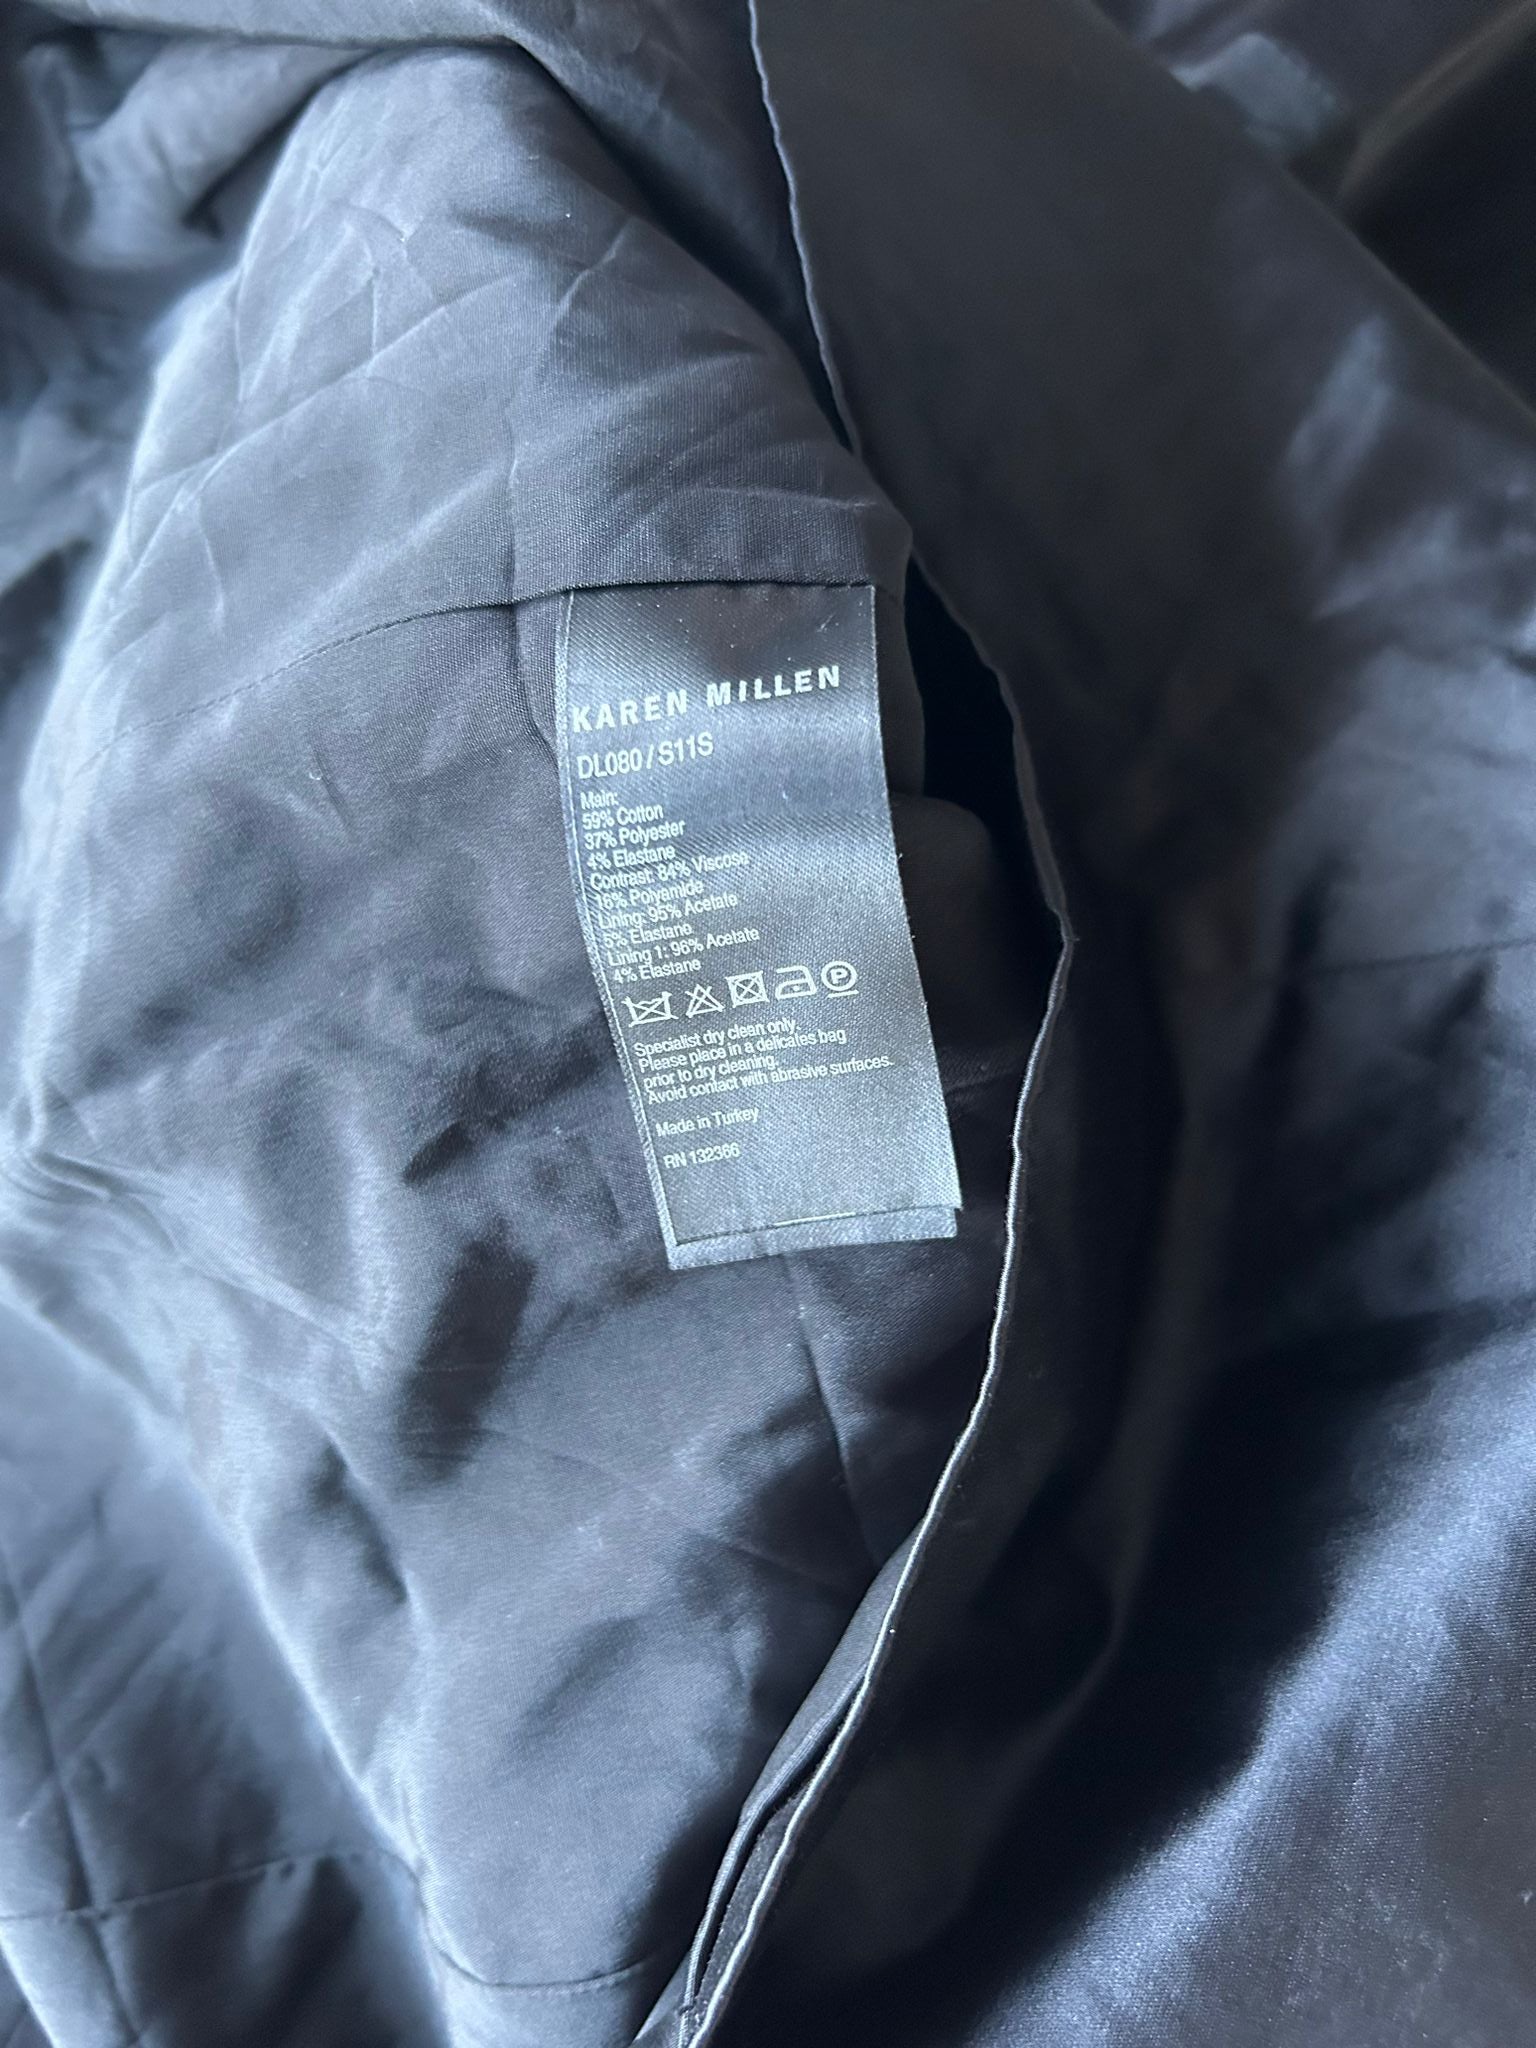 KAREN MILLEN
DL080/S11S
Main:
59% Cotton
37% Polyester
4% Elastane
Contrast: 84% Viscose
16% Polyamide
Lining: 95% Acetate
5% Elastane
Lining 1: 96% Acetate
4% Elastane
P
Specialist dry clean only.
Please place in a delicates bag
prior to dry cleaning.
Avoid contact with abrasive surfaces.
Made in Turkey
RN 132366